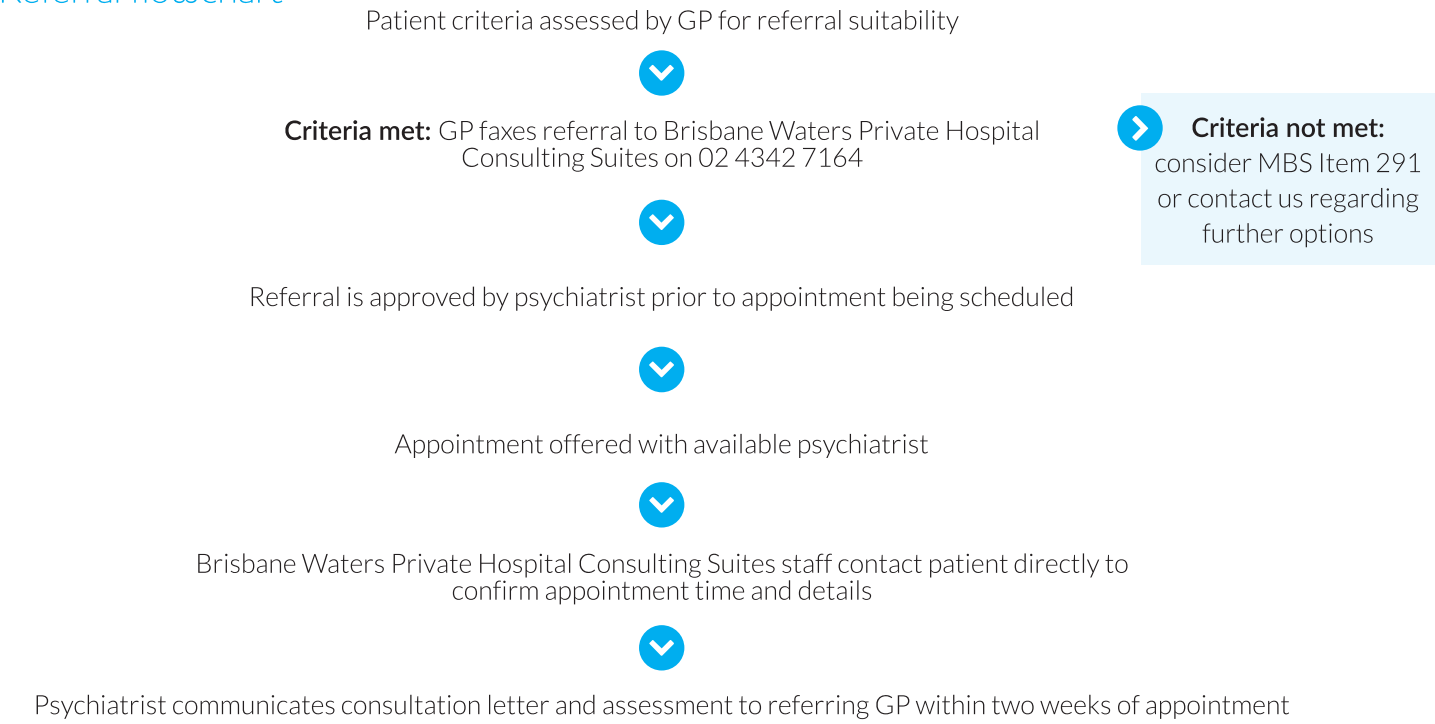 Referral flowchart
Patient criteria assessed by GP for referral suitability
Criteria met: GP faxes referral to Brisbane Waters Private Hospital
Consulting Suites on 02 4342 7164
Criteria not met:
consider MBS Item 291
or contact us regarding
further options
Referral is approved by psychiatrist prior to appointment being scheduled
Appointment offered with available psychiatrist
Brisbane Waters Private Hospital Consulting Suites staff contact patient directly to
confirm appointment time and details
Psychiatrist communicates consultation letter and assessment to referring GP within two weeks of appointment